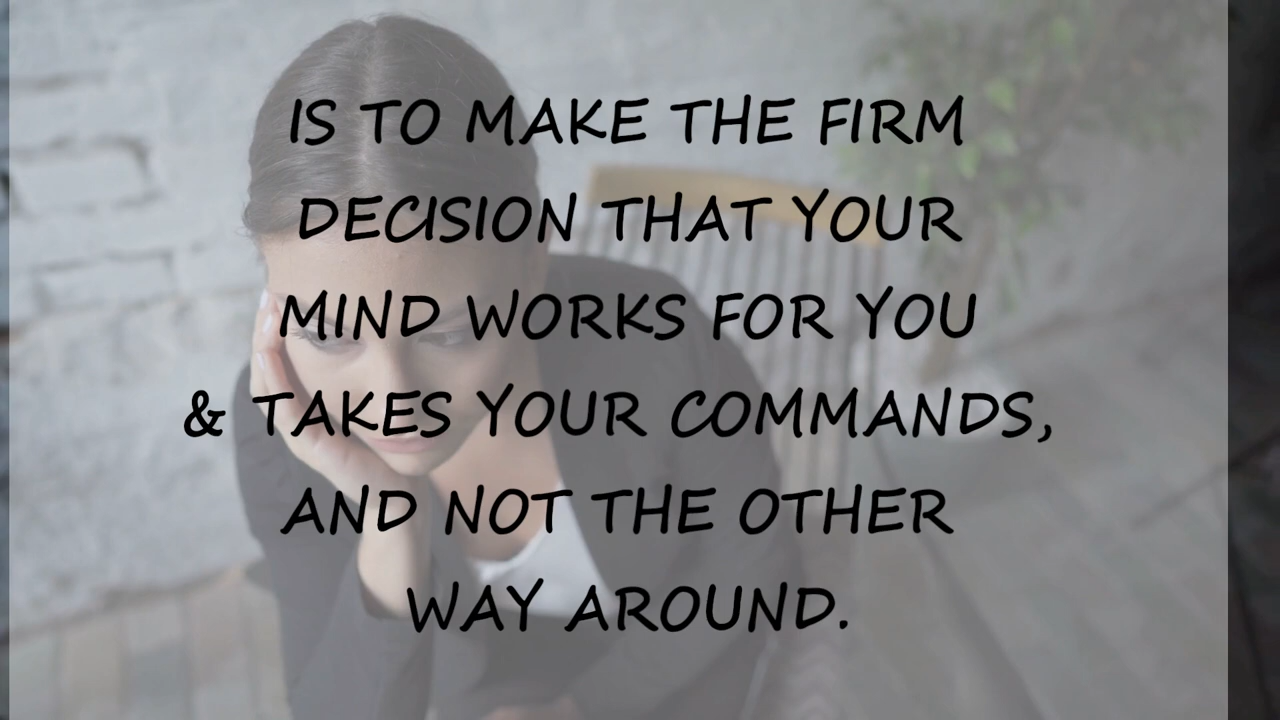 IS TO MAKE THE FIRM
DECISION THAT YOUR
MIND WORKS FOR YOU
& TAKES YOUR COMMANDS,
AND NOT THE OTHER
WAY AROUND.